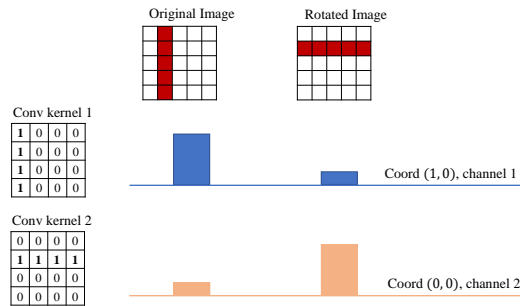 Original Image Rotated Image
Conv kernel 1
1 0 0 0
1 0 0 0
1 0 0 0
1 0 0 0
Coord (1, 0), channel 1
Conv kernel 2
0 0 0 0
1 1 1 1
0 0 0 0
0 0 0 0
Coord (0, 0), channel 2